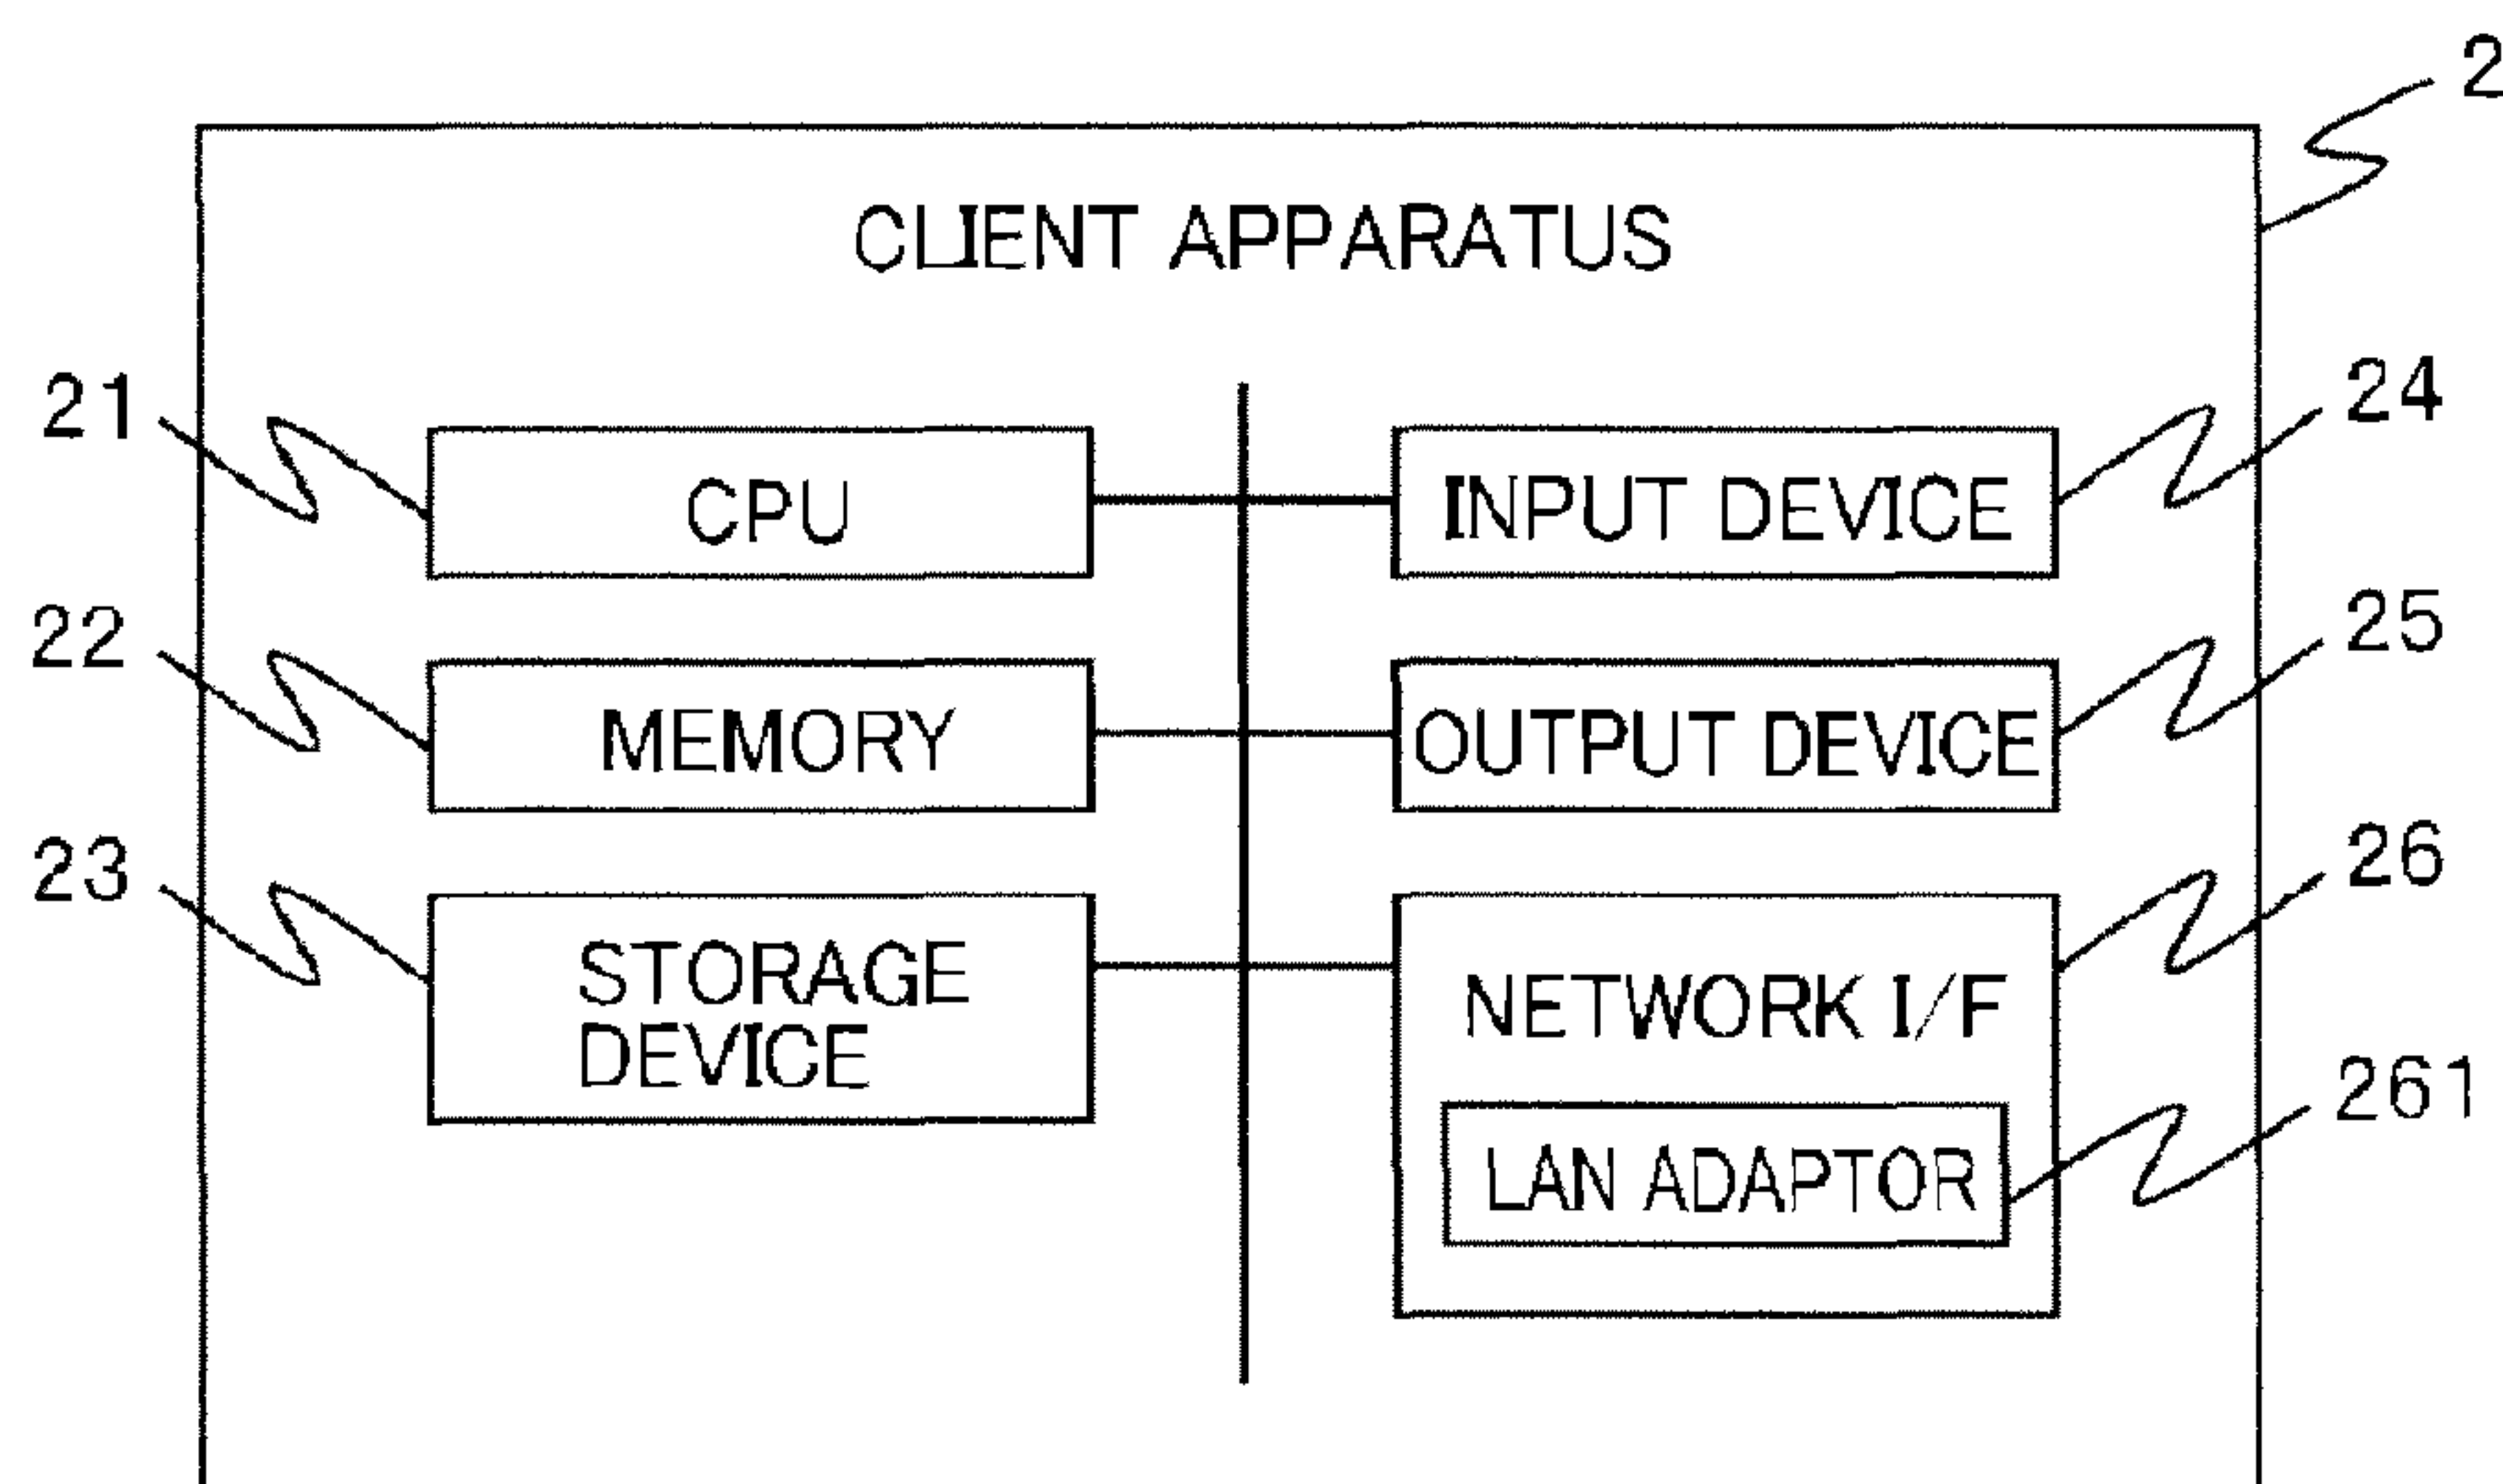 2
CLIENT APPARATUS
21
CPU
INPUT DEVICE
24
22
MEMORY
OUTPUT DEVICE
25
23
STORAGE
DEVICE
NETWORK I/F
26
LAN ADAPTOR
261